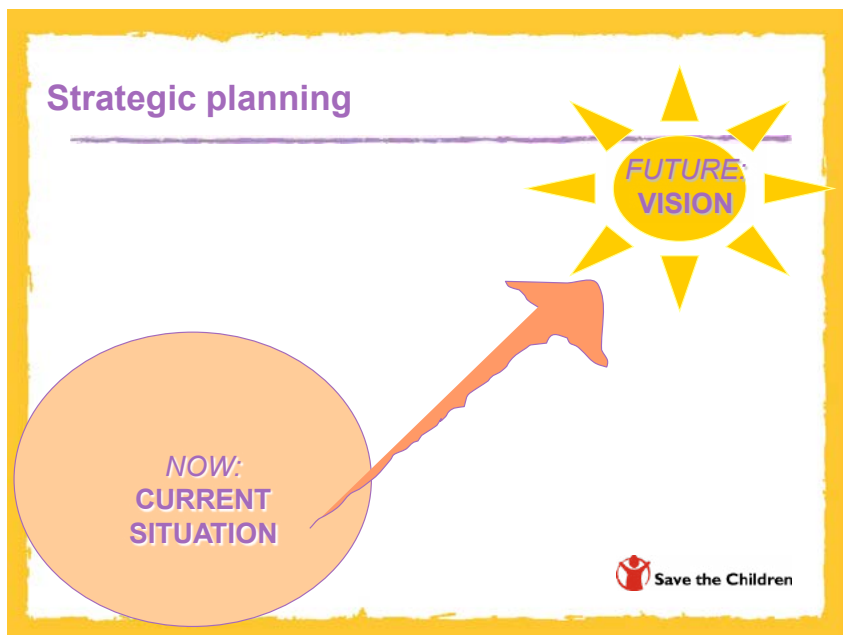 Strategic planning
FUTURE:
VISION
NOW:
CURRENT
SITUATION
Save the Children